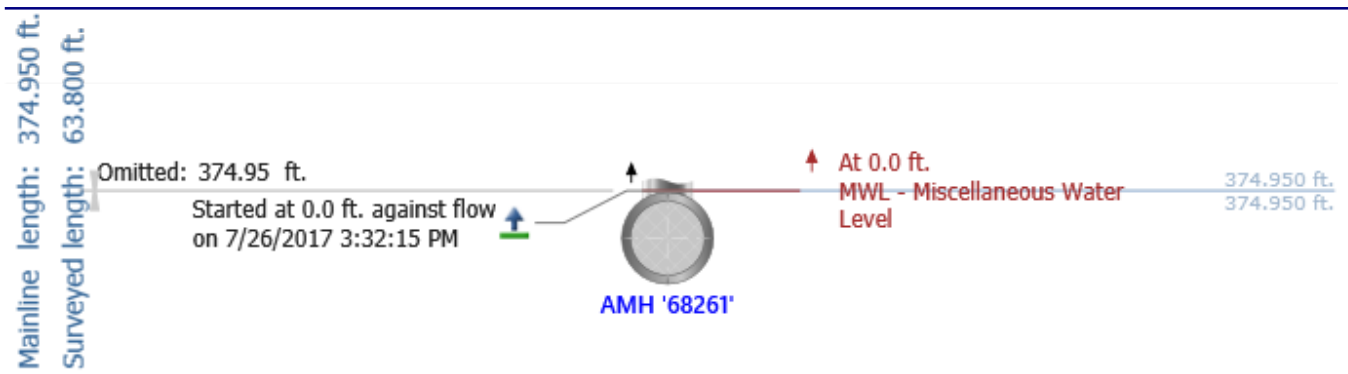 Mainline length: 374.950 ft.
Surveyed length: 63.800 ft.
Omitted: 374.95 ft.
Started at 0.0 ft. against flow
on 7/26/2017 3:32:15 PM
AMH '68261'
At 0.0 ft.
MWL - Miscellaneous Water
Level
374.950 ft.
374.950 ft.